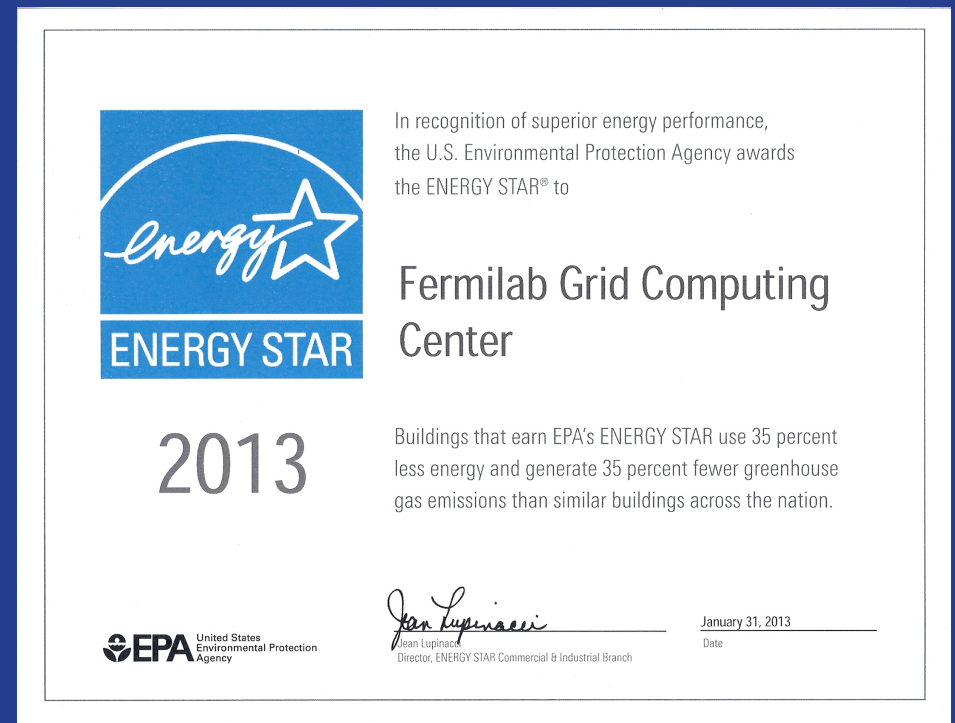 In recognition of superior energy performance,
the U.S. Environmental Protection Agency awards
the ENERGY STAR® to
energy
ENERGY STAR
Fermilab Grid Computing
Center
2013
Buildings that earn EPA's ENERGY STAR use 35 percent
less energy and generate 35 percent fewer greenhouse
gas emissions than similar buildings across the nation.
Jean Lupinacci
Jean Lupinacci
Director, ENERGY STAR Commercial & Industrial Branch
January 31, 2013
Date
EPA
United States
Environmental Protection
Agency